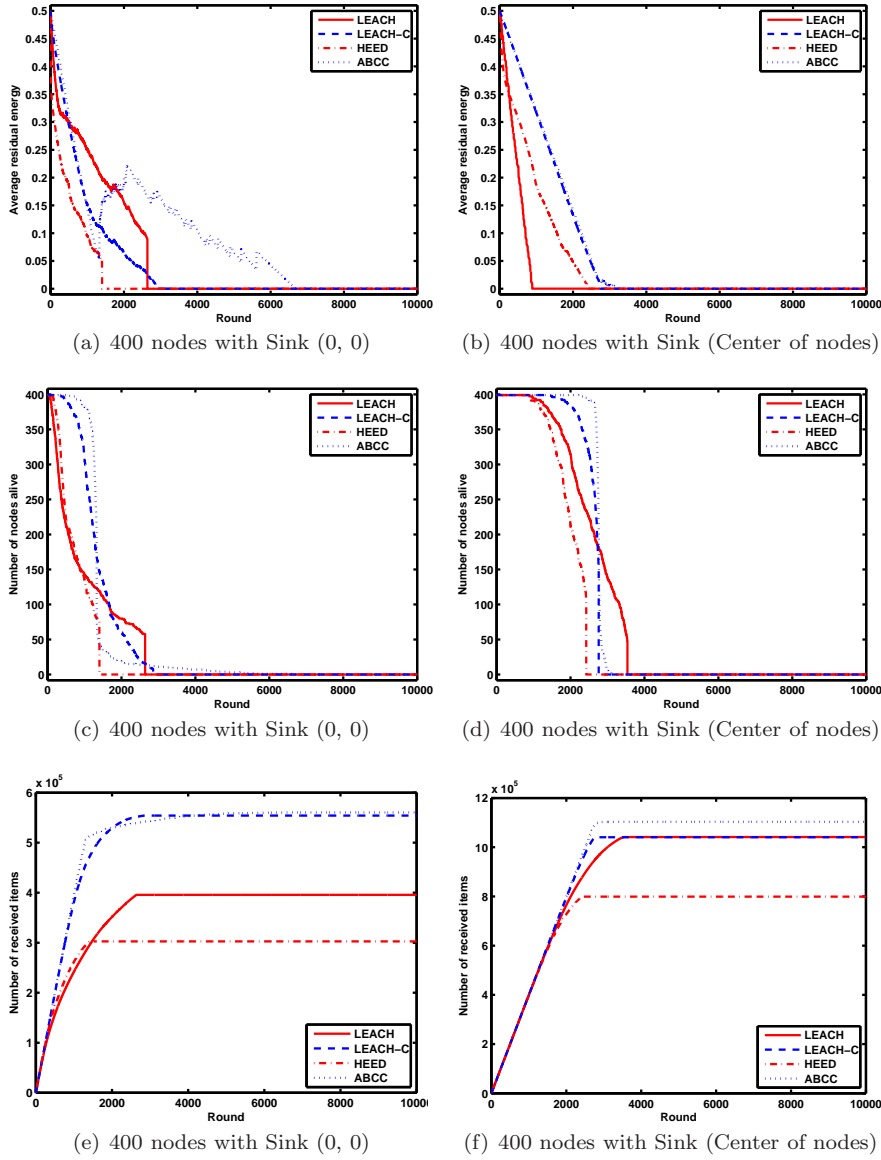 0.5
0.45
0.4
0.35
0.3
0.25
0.2
0.15
0.1
0.05
0
Average residual energy
0 2000 4000 6000 8000 10000
Round
LEACH
LEACH-C
HEED
ABCC
(a) 400 nodes with Sink (0, 0)
0.5
0.45
0.4
0.35
0.3
0.25
0.2
0.15
0.1
0.05
0
Average residual energy
0 2000 4000 6000 8000 10000
Round
LEACH
LEACH-C
HEED
ABCC
(b) 400 nodes with Sink (Center of nodes)
400
350
300
250
200
150
100
50
0
Number of nodes alive
0 2000 4000 6000 8000 10000
Round
LEACH
LEACH-C
HEED
ABCC
(c) 400 nodes with Sink (0, 0)
400
350
300
250
200
150
100
50
0
Number of nodes alive
0 2000 4000 6000 8000 10000
Round
LEACH
LEACH-C
HEED
ABCC
(d) 400 nodes with Sink (Center of nodes)
x 10^5
6
5
4
3
2
1
0
Number of received items
0 2000 4000 6000 8000 10000
Round
LEACH
LEACH-C
HEED
ABCC
(e) 400 nodes with Sink (0, 0)
x 10^5
12
10
8
6
4
2
0
Number of received items
0 2000 4000 6000 8000 10000
Round
LEACH
LEACH-C
HEED
ABCC
(f) 400 nodes with Sink (Center of nodes)